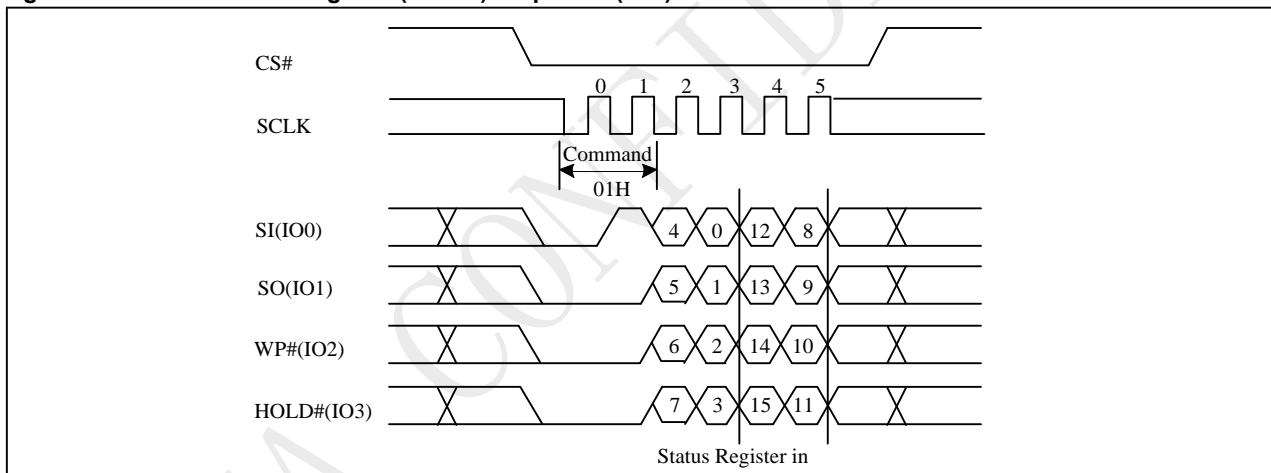 CS#
0 1 2 3 4 5
SCLK
Command
01H
SI(IO0) 4 0 12 8
SO(IO1) 5 1 13 9
WP#(IO2) 6 2 14 10
HOLD#(IO3) 7 3 15 11
Status Register in